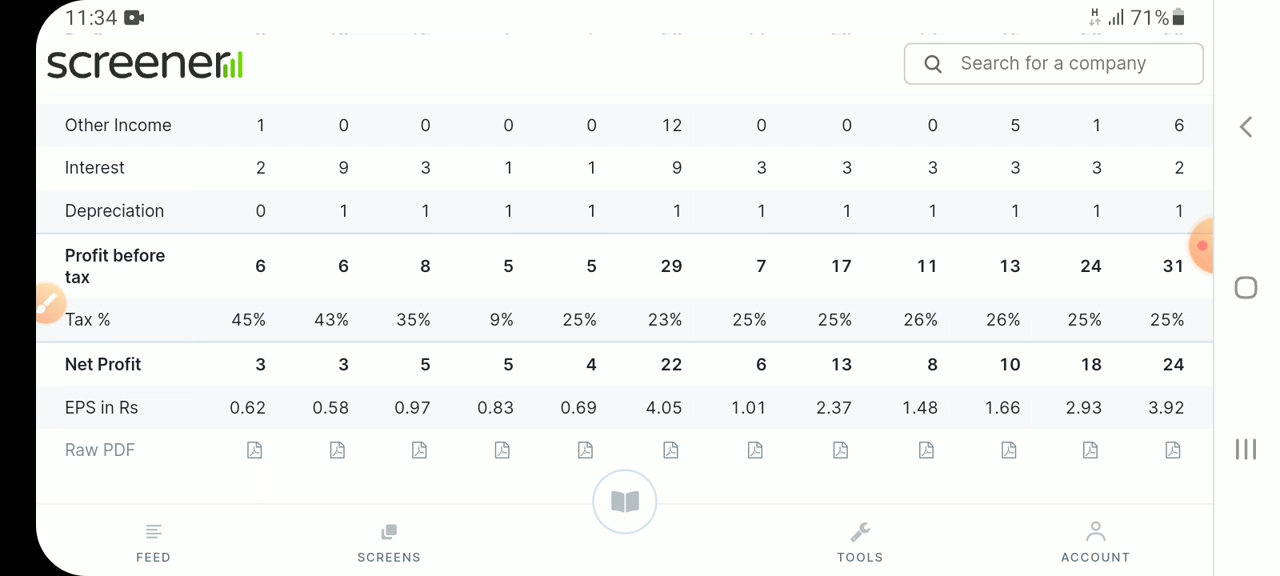 11:34 71%
screener Search for a company
Other Income 1 0 0 0 0 12 0 0 0 5 1 6
Interest 2 9 3 1 1 9 3 3 3 3 3 2
Depreciation 0 1 1 1 1 1 1 1 1 1 1 1
Profit before
tax 6 6 8 5 5 29 7 17 11 13 24 31
Tax % 45% 43% 35% 9% 25% 23% 25% 25% 26% 26% 25% 25%
Net Profit 3 3 5 5 4 22 6 13 8 10 18 24
EPS in Rs 0.62 0.58 0.97 0.83 0.69 4.05 1.01 2.37 1.48 1.66 2.93 3.92
Raw PDF
FEED SCREENS TOOLS ACCOUNT